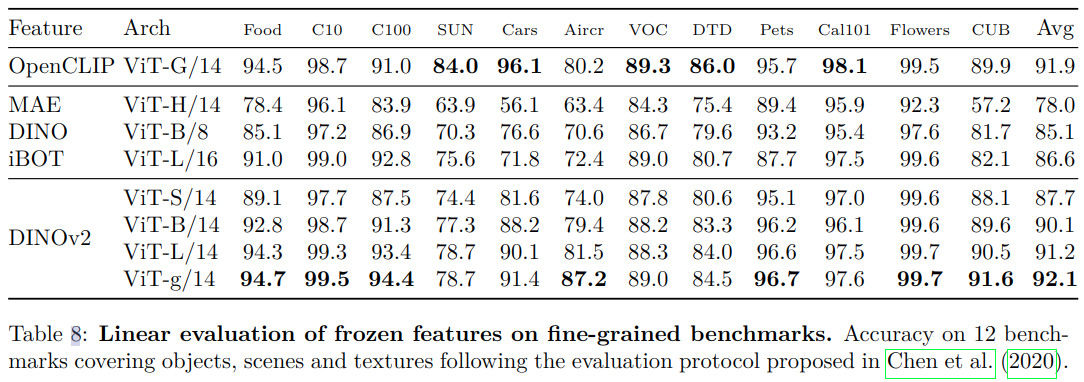 Feature Arch Food C10 C100 SUN Cars Aircr VOC DTD Pets Cal101 Flowers CUB Avg
OpenCLIP ViT-G/14 94.5 98.7 91.0 84.0 96.1 80.2 89.3 86.0 95.7 98.1 99.5 89.9 91.9
MAE ViT-H/14 78.4 96.1 83.9 63.9 56.1 63.4 84.3 75.4 89.4 95.9 92.3 57.2 78.0
DINO ViT-B/8 85.1 97.2 86.9 70.3 76.6 70.6 86.7 79.6 93.2 95.4 97.6 81.7 85.1
iBOT ViT-L/16 91.0 99.0 92.8 75.6 71.8 72.4 89.0 80.7 87.7 97.5 99.6 82.1 86.6
DINOv2
ViT-S/14 89.1 97.7 87.5 74.4 81.6 74.0 87.8 80.6 95.1 97.0 99.6 88.1 87.7
ViT-B/14 92.8 98.7 91.3 77.3 88.2 79.4 88.2 83.3 96.2 96.1 99.6 89.6 90.1
ViT-L/14 94.3 99.3 93.4 78.7 90.1 81.5 88.3 84.0 96.6 97.5 99.7 90.5 91.2
ViT-g/14 94.7 99.5 94.4 78.7 91.4 87.2 89.0 84.5 96.7 97.6 99.7 91.6 92.1
Table 8: Linear evaluation of frozen features on fine-grained benchmarks. Accuracy on 12 bench-
marks covering objects, scenes and textures following the evaluation protocol proposed in Chen et al. (2020).